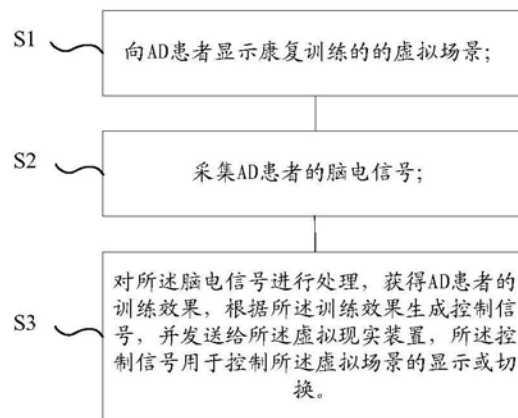 S1
向AD患者显示康复训练的的虚拟场景;
S2
采集AD患者的脑电信号;
S3
对所述脑电信号进行处理，获得AD患者的
训练效果，根据所述训练效果生成控制信
号，并发送给所述虚拟现实装置，所述控
制信号用于控制所述虚拟场景的显示或切
换。